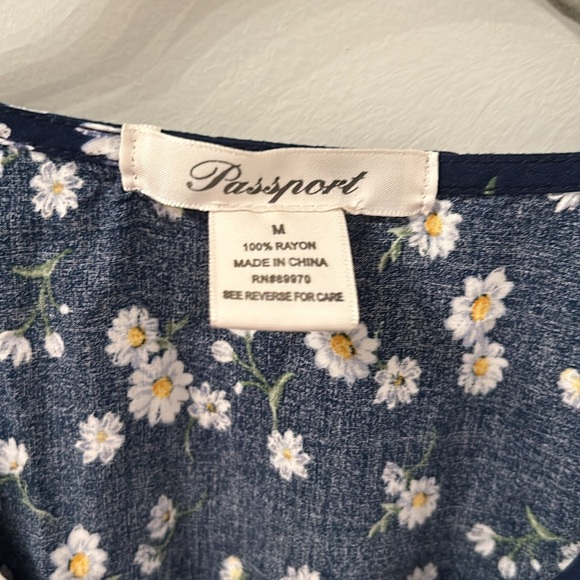 Passport
M
100% RAYON
MADE IN CHINA
RN#89970
SEE REVERSE FOR CARE